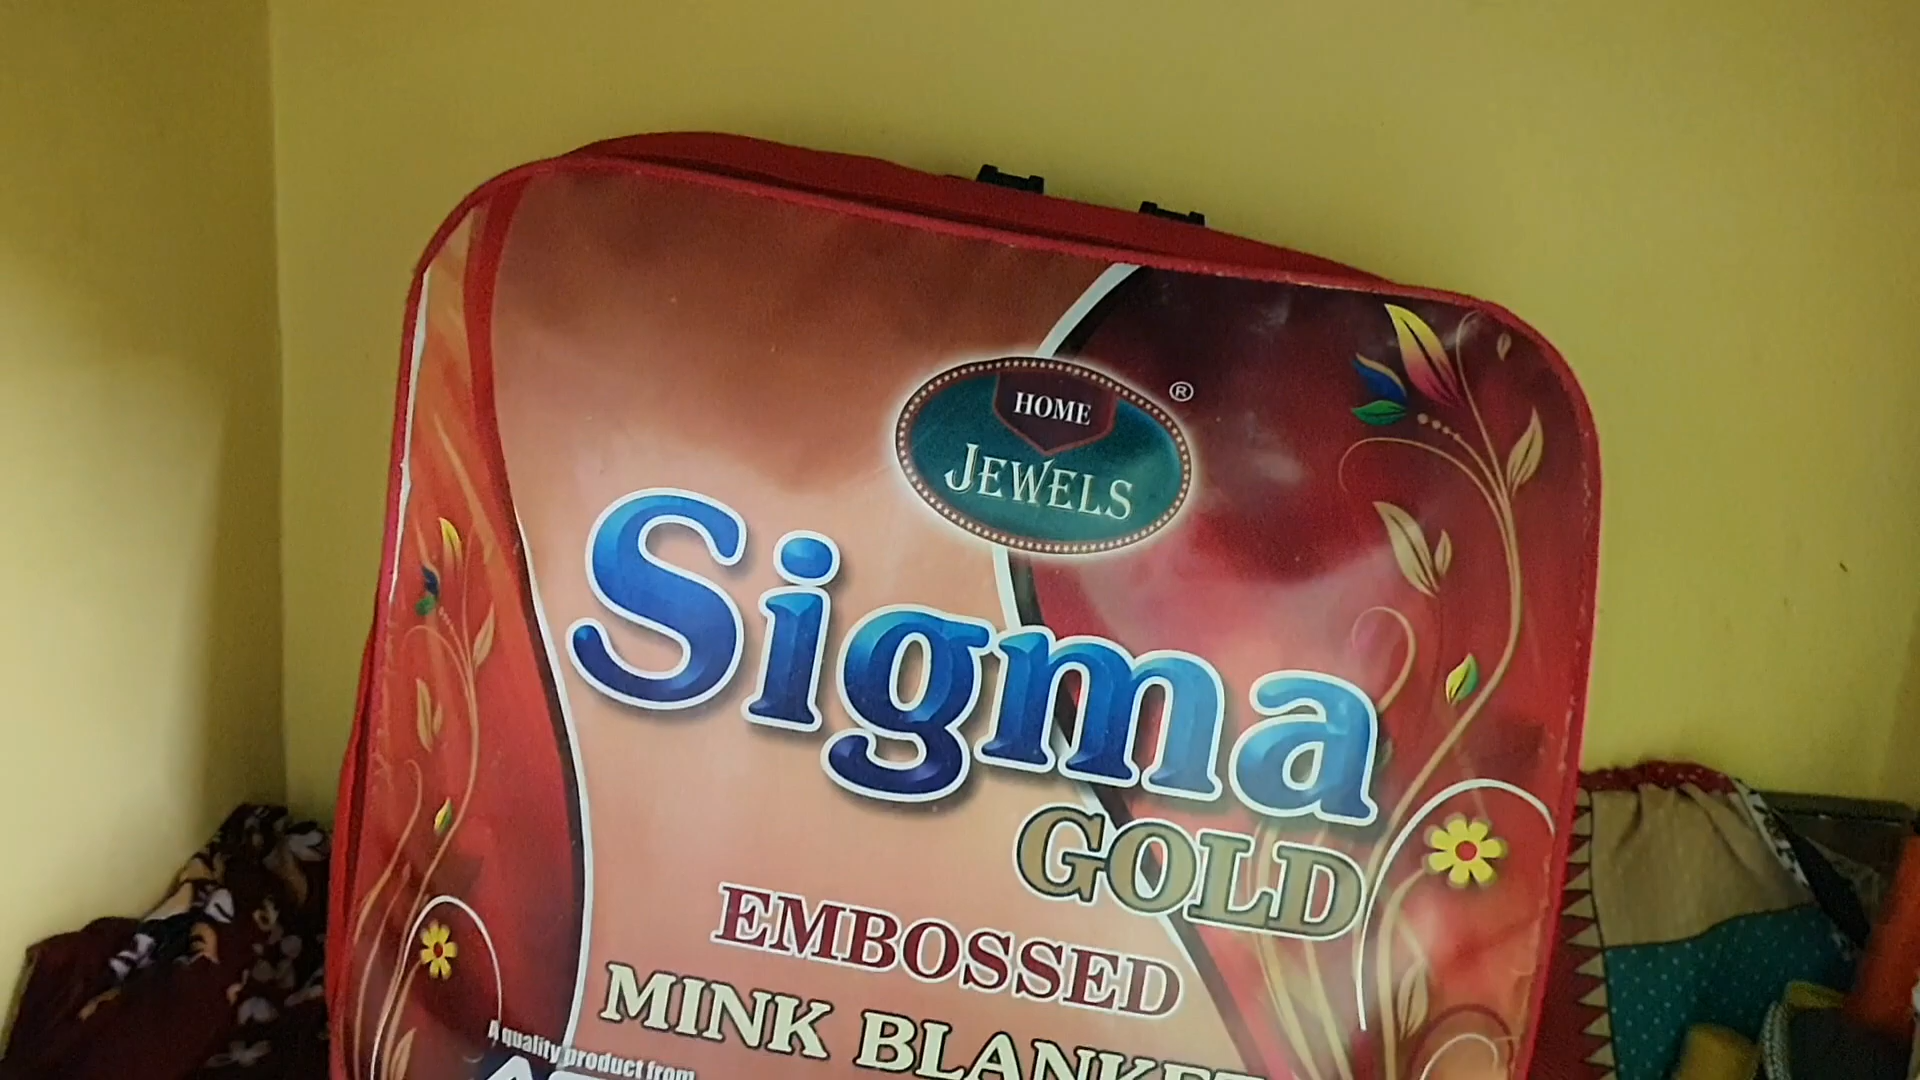 HOME
JEWELS
®
Sigma
GOLD
EMBOSSED
MINK BLANKET
A quality product from